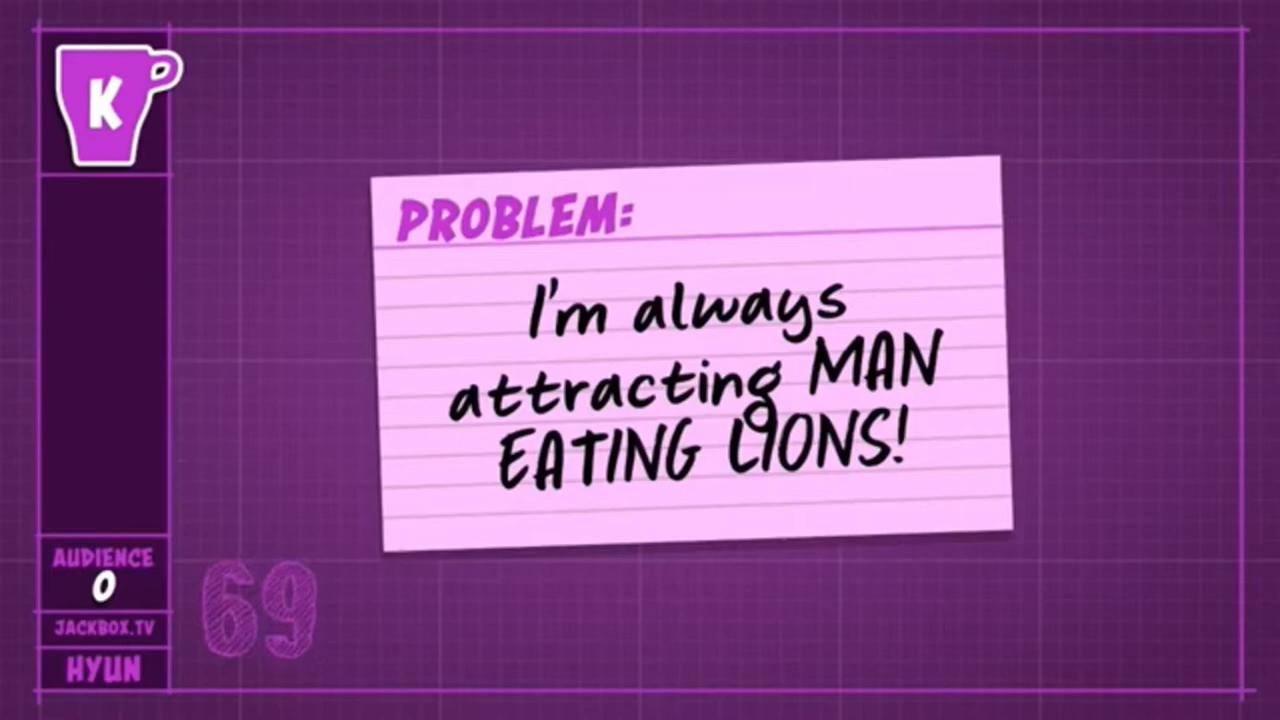 K
PROBLEM:
I'm always
attracting MAN
EATING LIONS!
AUDIENCE
0
JACKBOX.TV
HYUN
69